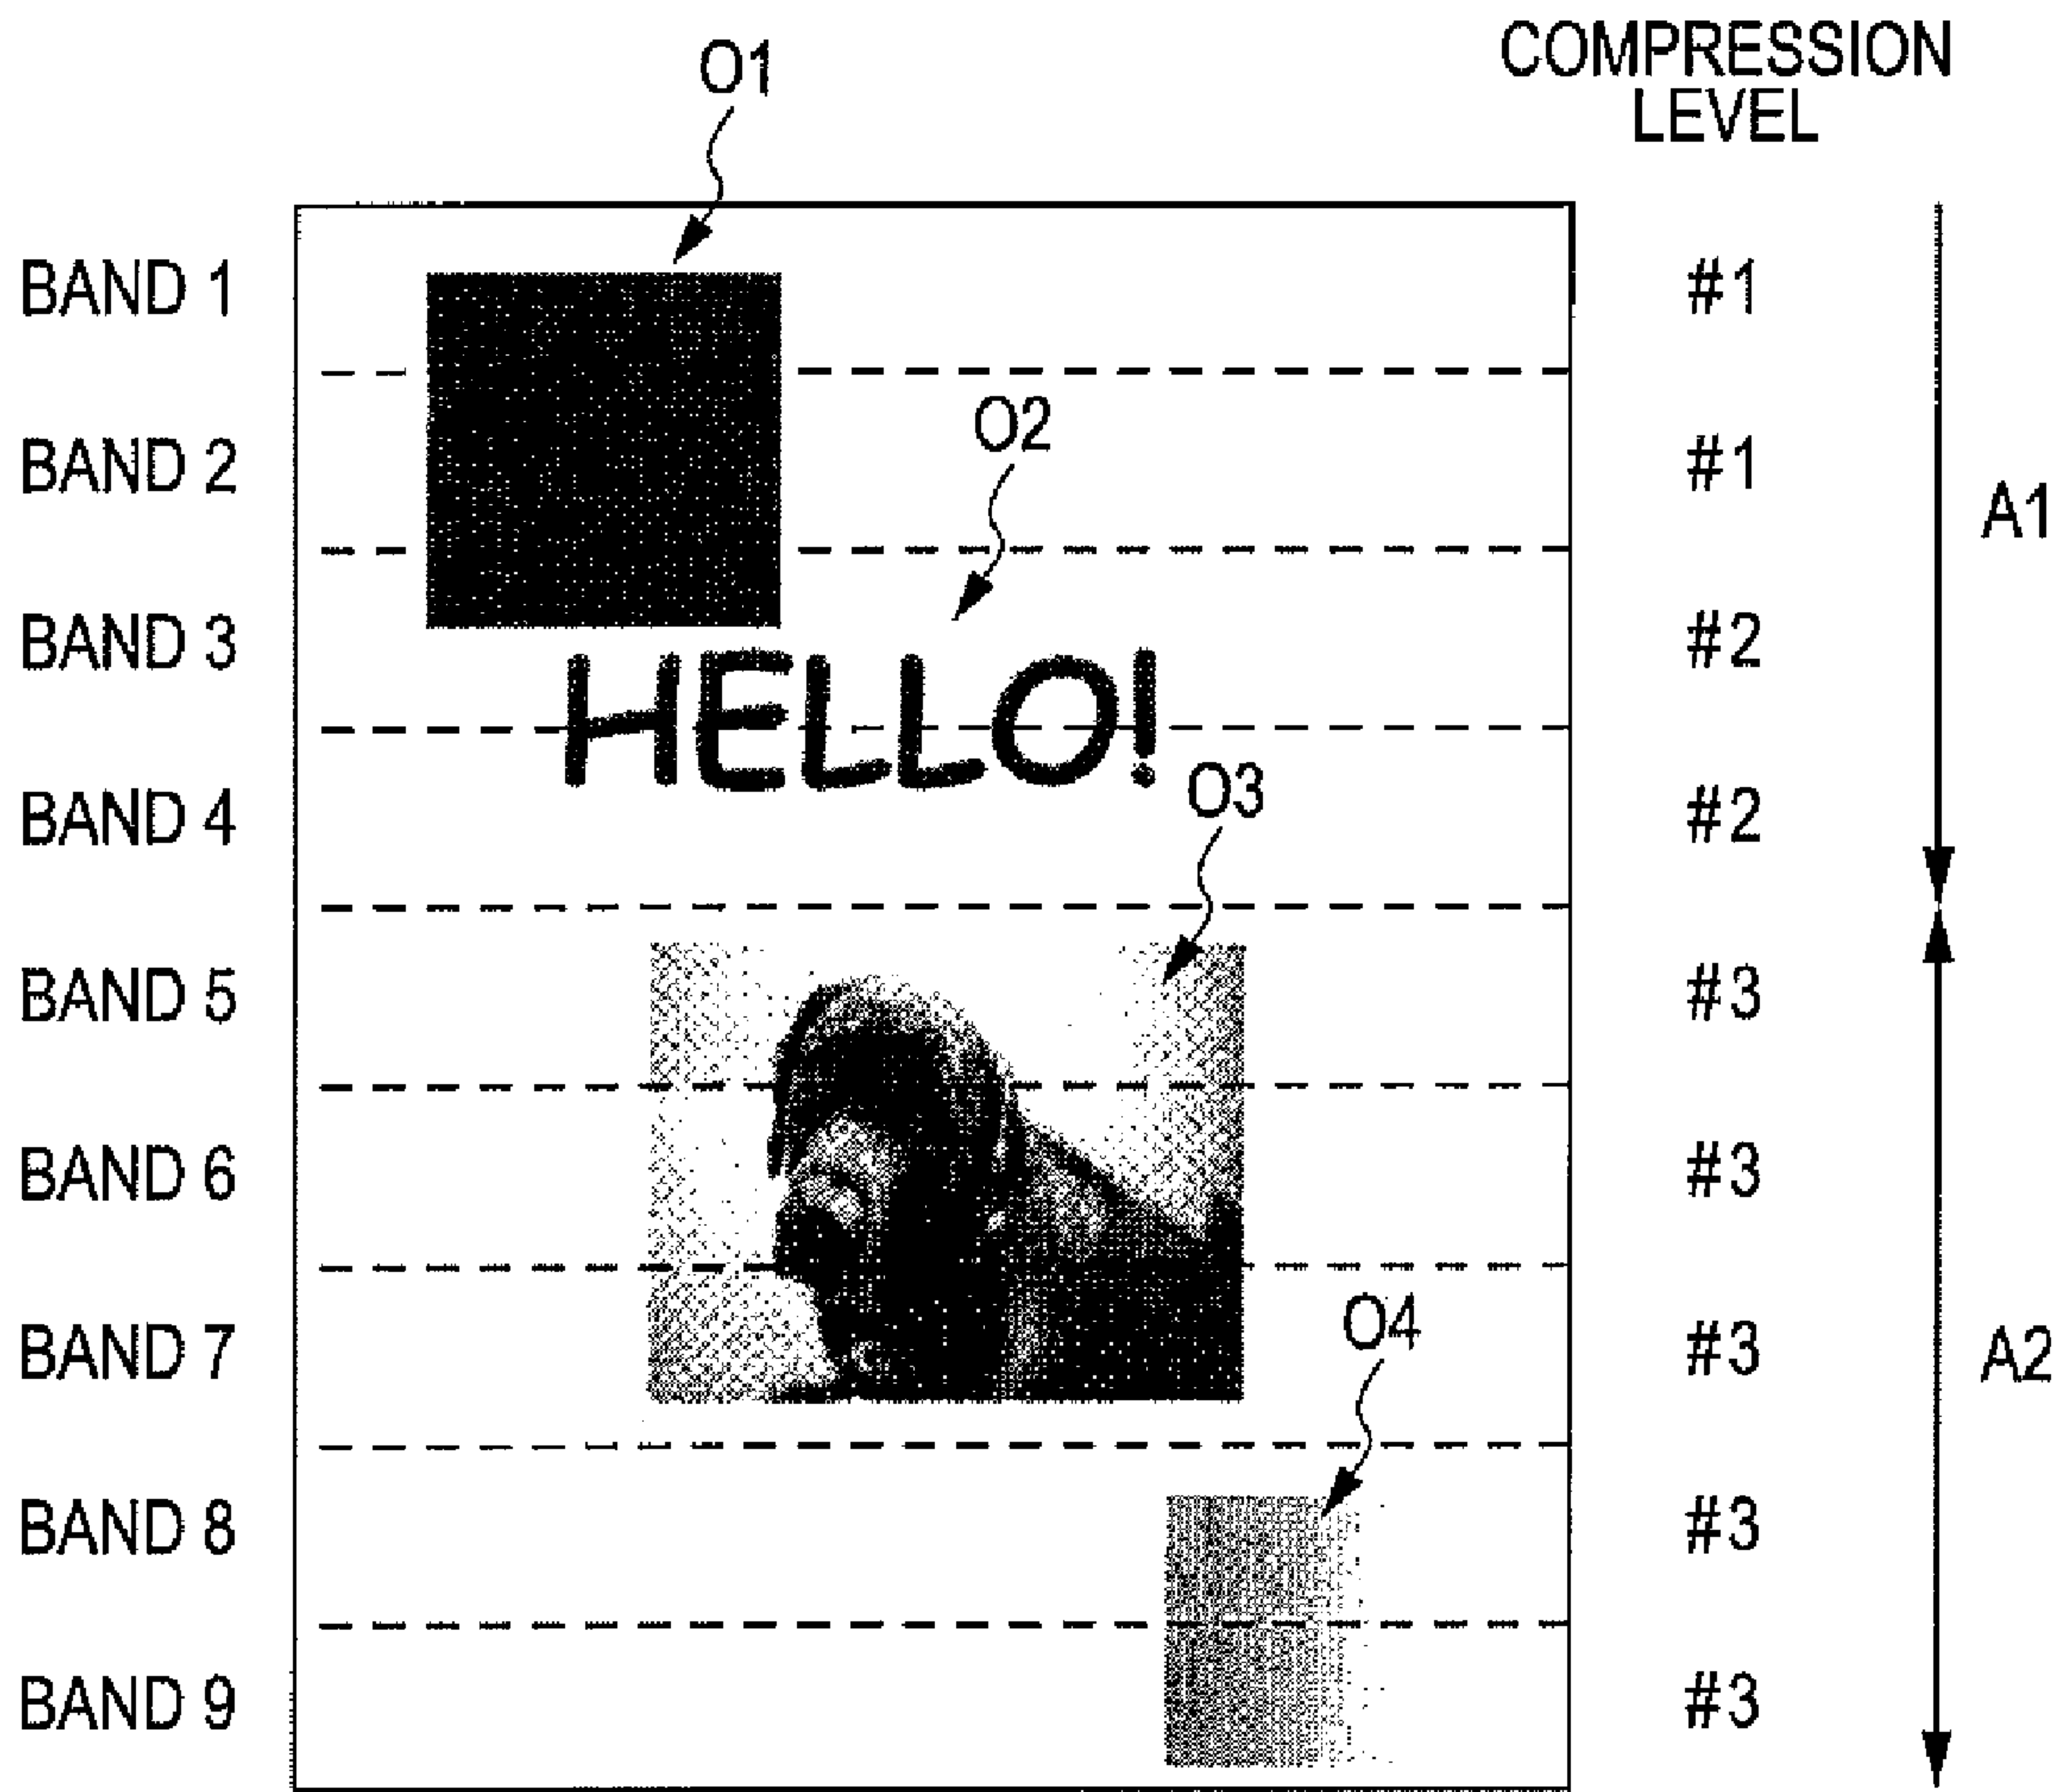 COMPRESSION
LEVEL
O1
BAND 1 #1
O2
BAND 2 #1
A1
BAND 3 #2
HELLO!
O3
BAND 4 #2
BAND 5 #3
BAND 6 #3
O4
BAND 7 #3
A2
BAND 8 #3
BAND 9 #3